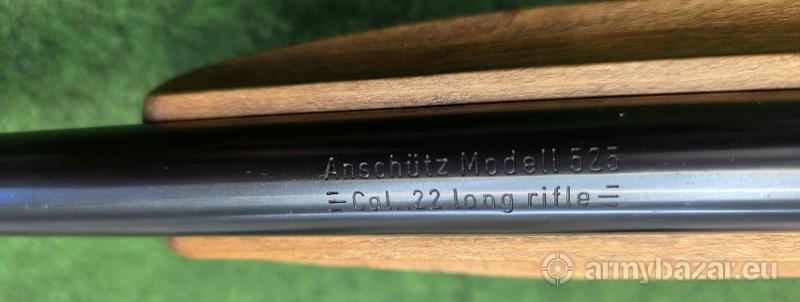 Anschütz Modell 525
Cal. .22 long rifle
armybazar.eu